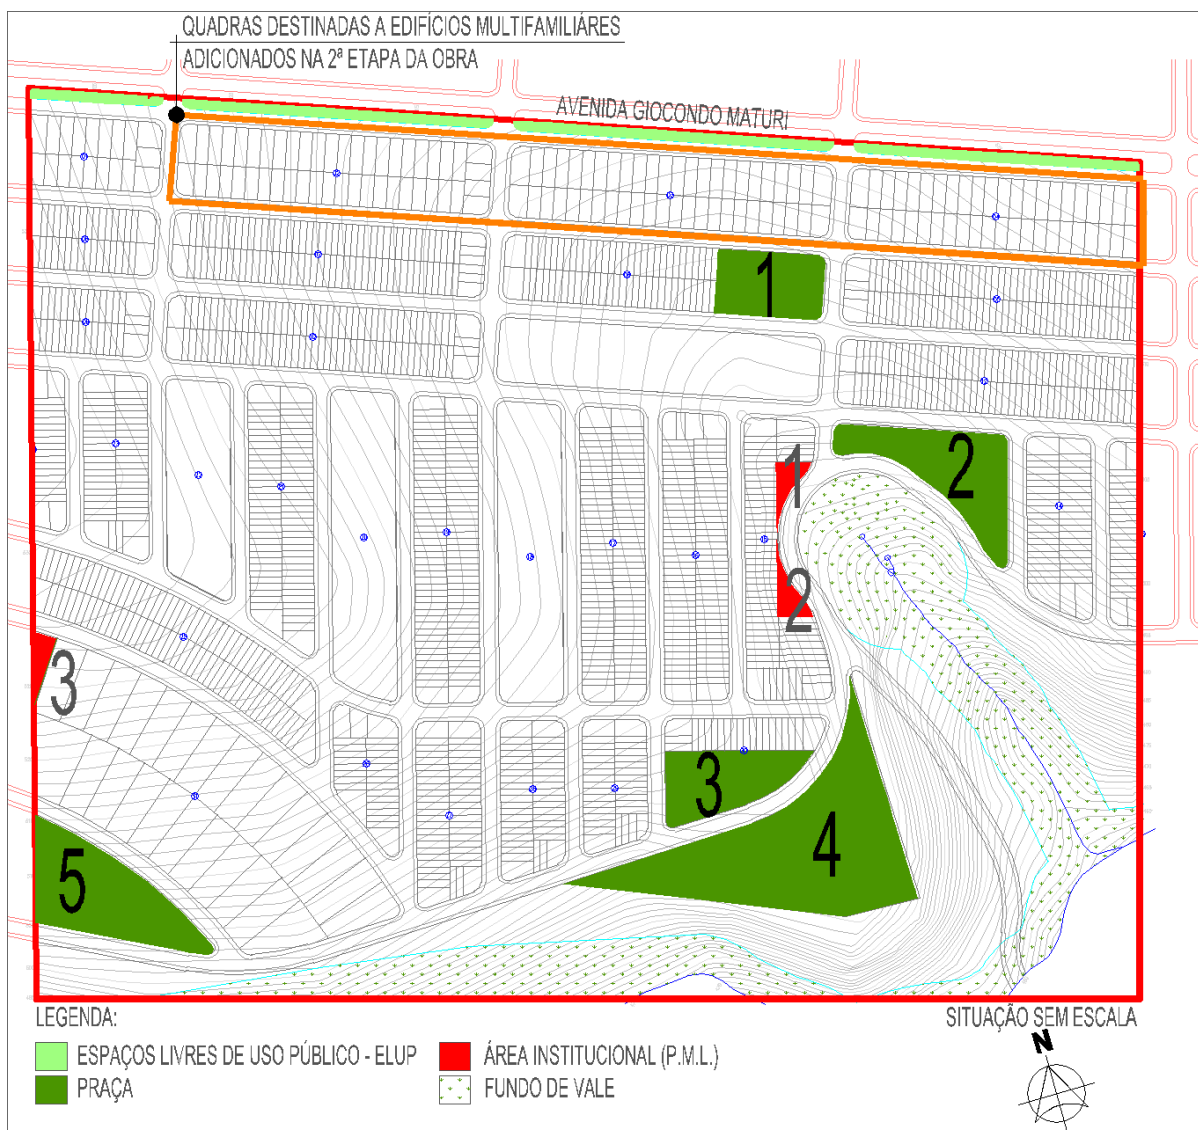 QUADRAS DESTINADAS A EDIFÍCIOS MULTIFAMILIÁRES
ADICIONADOS NA 2ª ETAPA DA OBRA
AVENIDA GIOCONDO MATURI
1
2
1
2
3
3
4
5
LEGENDA:
SITUAÇÃO SEM ESCALA
ESPAÇOS LIVRES DE USO PÚBLICO - ELUP
ÁREA INSTITUCIONAL (P.M.L.)
N
PRAÇA
FUNDO DE VALE